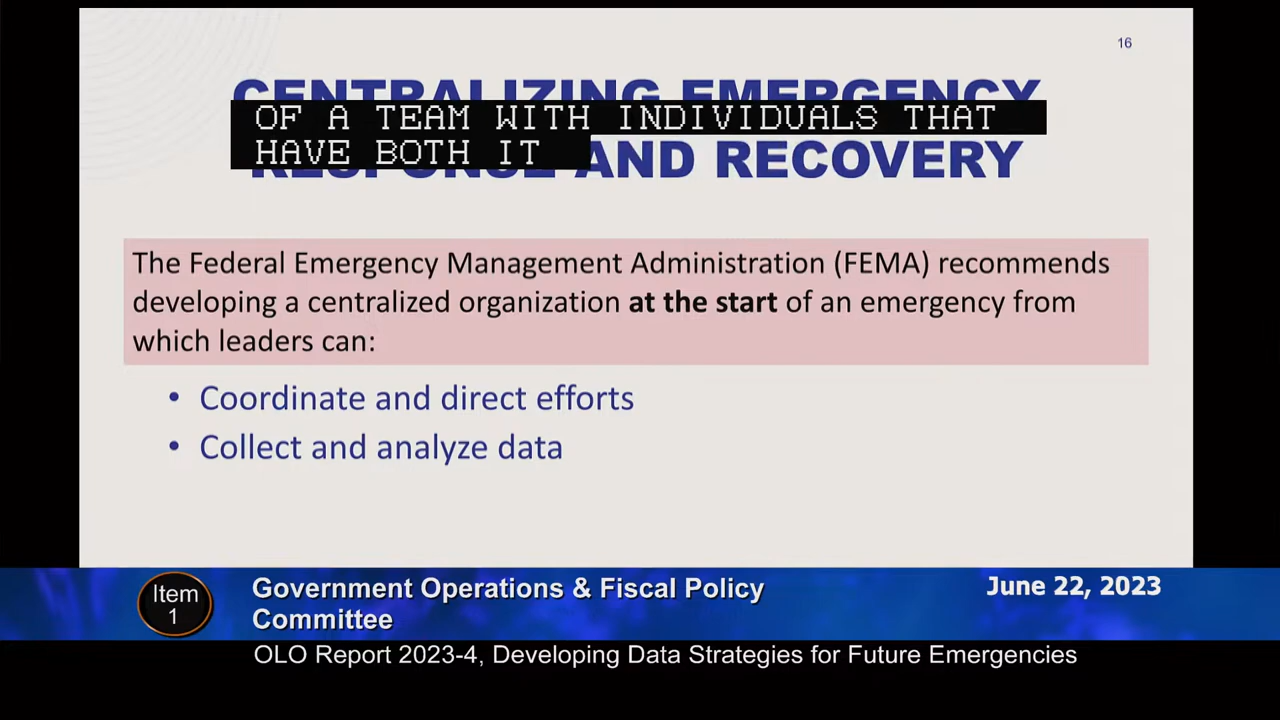 16
CENTRALIZING EMERGENCY
OF A TEAM WITH INDIVIDUALS THAT
HAVE BOTH IT
RESPONSE AND RECOVERY
The Federal Emergency Management Administration (FEMA) recommends
developing a centralized organization at the start of an emergency from
which leaders can:
• Coordinate and direct efforts
• Collect and analyze data
Item
1
Government Operations & Fiscal Policy
Committee
June 22, 2023
OLO Report 2023-4, Developing Data Strategies for Future Emergencies